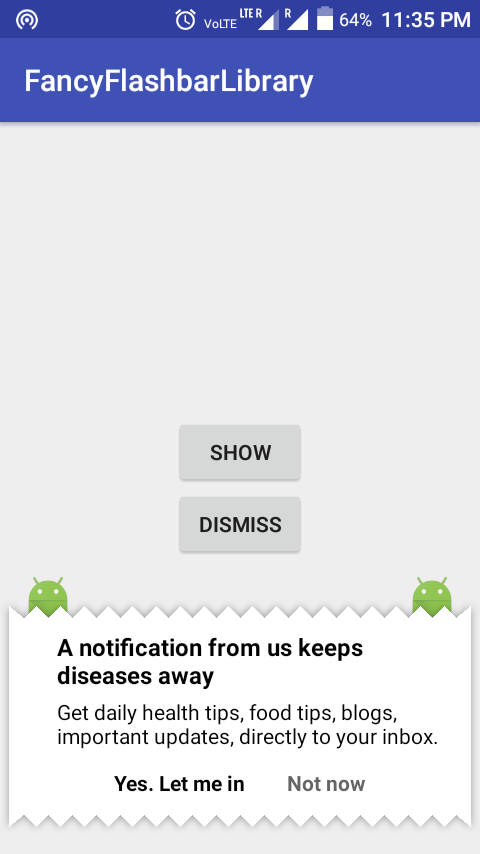 VoLTE LTE R R 64% 11:35 PM
FancyFlashbarLibrary
SHOW
DISMISS
A notification from us keeps
diseases away
Get daily health tips, food tips, blogs,
important updates, directly to your inbox.
Yes. Let me in Not now